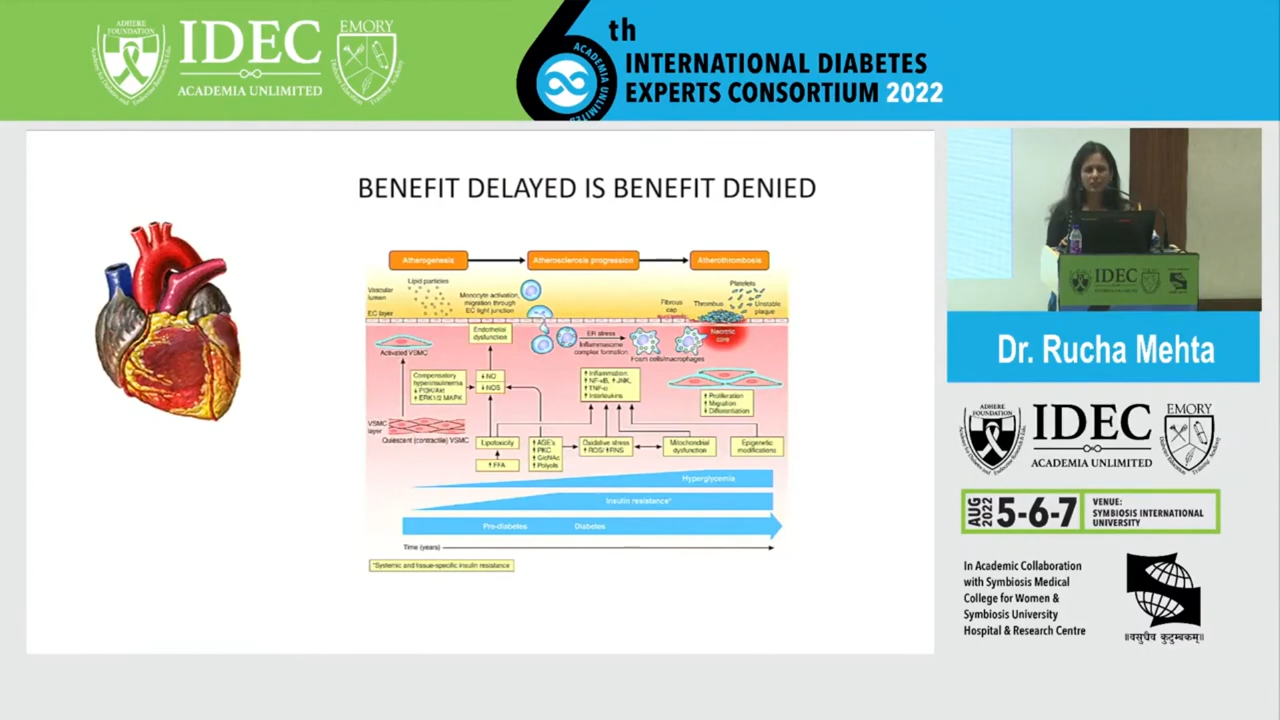 ADHERE
FOUNDATION
IDEC
ACADEMIA UNLIMITED
EMORY
6th
ACADEMIA UNLIMITED
INTERNATIONAL DIABETES
EXPERTS CONSORTIUM 2022
BENEFIT DELAYED IS BENEFIT DENIED
Atherogenesis
Atherosclerosis progression
Atherothrombosis
Vascular
lumen
EC layer
Lipid particles
Monocyte activation,
migration through
EC tight junction
Platelets
Fibrous
cap
Thrombus
Unstable
plaque
Endothelial
dysfunction
ER stress
Inflammasome
complex formation
Foam cells/macrophages
Necrotic
core
Activated VSMC
Compensatory
hyperinsulinemia
↓ PI3K/Akt
↑ ERK1/2 MAPK
↓ NO
↓ NOS
↑ Inflammation
↑ NF-κB, ↑ JNK,
↑ TNF-α
↑ Interleukins
↑ Proliferation
↑ Migration
↓ Differentiation
VSMC
layer
Quiescent (contractile) VSMC
Lipotoxicity
↑ FFA
↑ AGE's
↑ PKC
↑ GlcNAc
↑ Polyols
Oxidative stress
↑ ROS/↑RNS
Mitochondrial
dysfunction
Epigenetic
modifications
Hyperglycemia
Insulin resistance*
Pre-diabetes
Diabetes
Time (years)
*Systemic and tissue-specific insulin resistance
IDEC
Dr. Rucha Mehta
ADHERE
FOUNDATION
IDEC
ACADEMIA UNLIMITED
EMORY
AUG
2022
5-6-7
VENUE:
SYMBIOSIS INTERNATIONAL
UNIVERSITY
In Academic Collaboration
with Symbiosis Medical
College for Women &
Symbiosis University
Hospital & Research Centre
॥वसुधैव कुटुम्बकम्॥